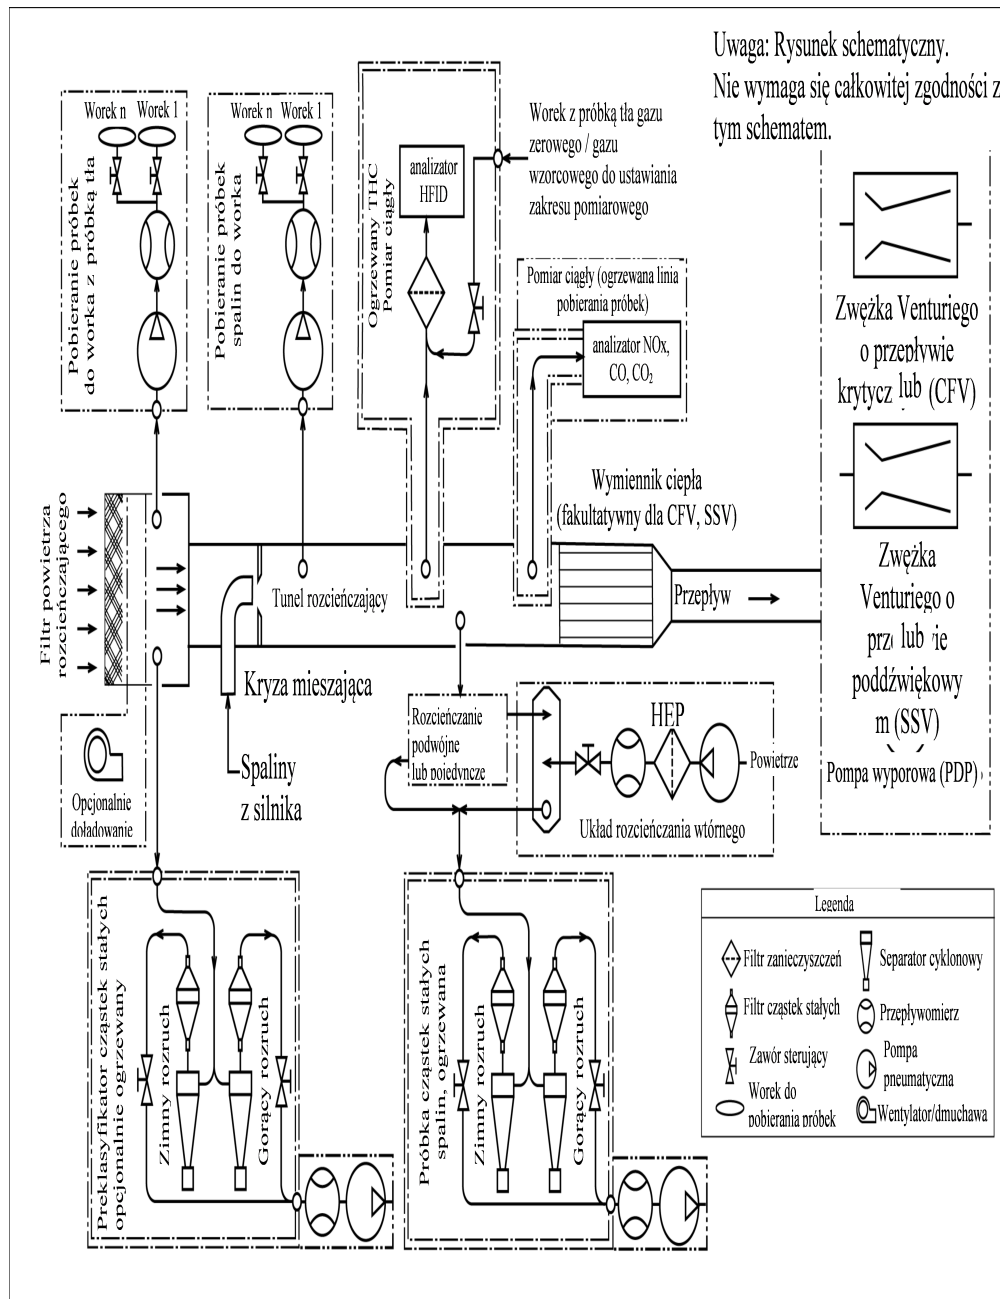 Uwaga: Rysunek schematyczny.
Nie wymaga się całkowitej zgodności z
tym schematem.
Worek n
Worek 1
Pobieranie próbek
do worka z próbką tła
Worek n
Worek 1
Pobieranie próbek
spalin do worka
Ogrzewany THC
Pomiar ciągły
analizator
HFID
Worek z próbką tła gazu
zerowego / gazu
wzorcowego do ustawiania
zakresu pomiarowego
Pomiar ciągły (ogrzewana linia
pobierania próbek)
analizator NOx,
CO, CO₂
Zwężka Venturiego
o przepływie
krytycz lub (CFV)
Wymiennik ciepła
(fakultatywny dla CFV, SSV)
Zwężka
Venturiego o
lub
poddźwiękowy
m (SSV)
Pompa wyporowa (PDP)
Filtr powietrza
rozcieńczającego
Tunel rozcieńczający
Przepływ
Kryza mieszająca
Spaliny
z silnika
Opcjonalnie
doładowanie
Rozcieńczanie
podwójne
lub pojedyncze
HEP
Powietrze
Układ rozcieńczania wtórnego
Preklasyfikator cząstek stałych
opcjonalnie ogrzewany
Zimny rozruch
Gorący rozruch
Próbka cząstek stałych
spalin, ogrzewana
Zimny rozruch
Gorący rozruch
Legenda
Filtr zanieczyszczeń
Separator cyklonowy
Filtr cząstek stałych
Przepływomierz
Zawór sterujący
Pompa
pneumatyczna
Worek do
pobierania próbek
Wentylator/dmuchawa